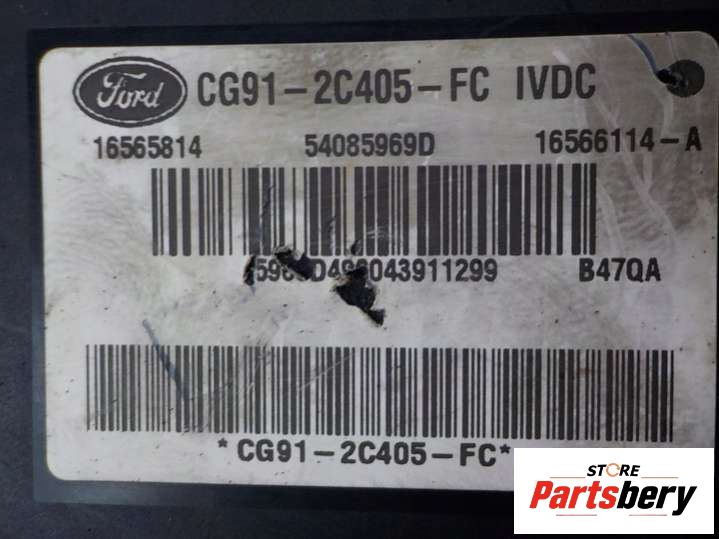 Ford CG91-2C405-FC IVDC
16565814 54085969D 16566114-A
B47QA
*CG91-2C405-FC*
STORE
Partsbery